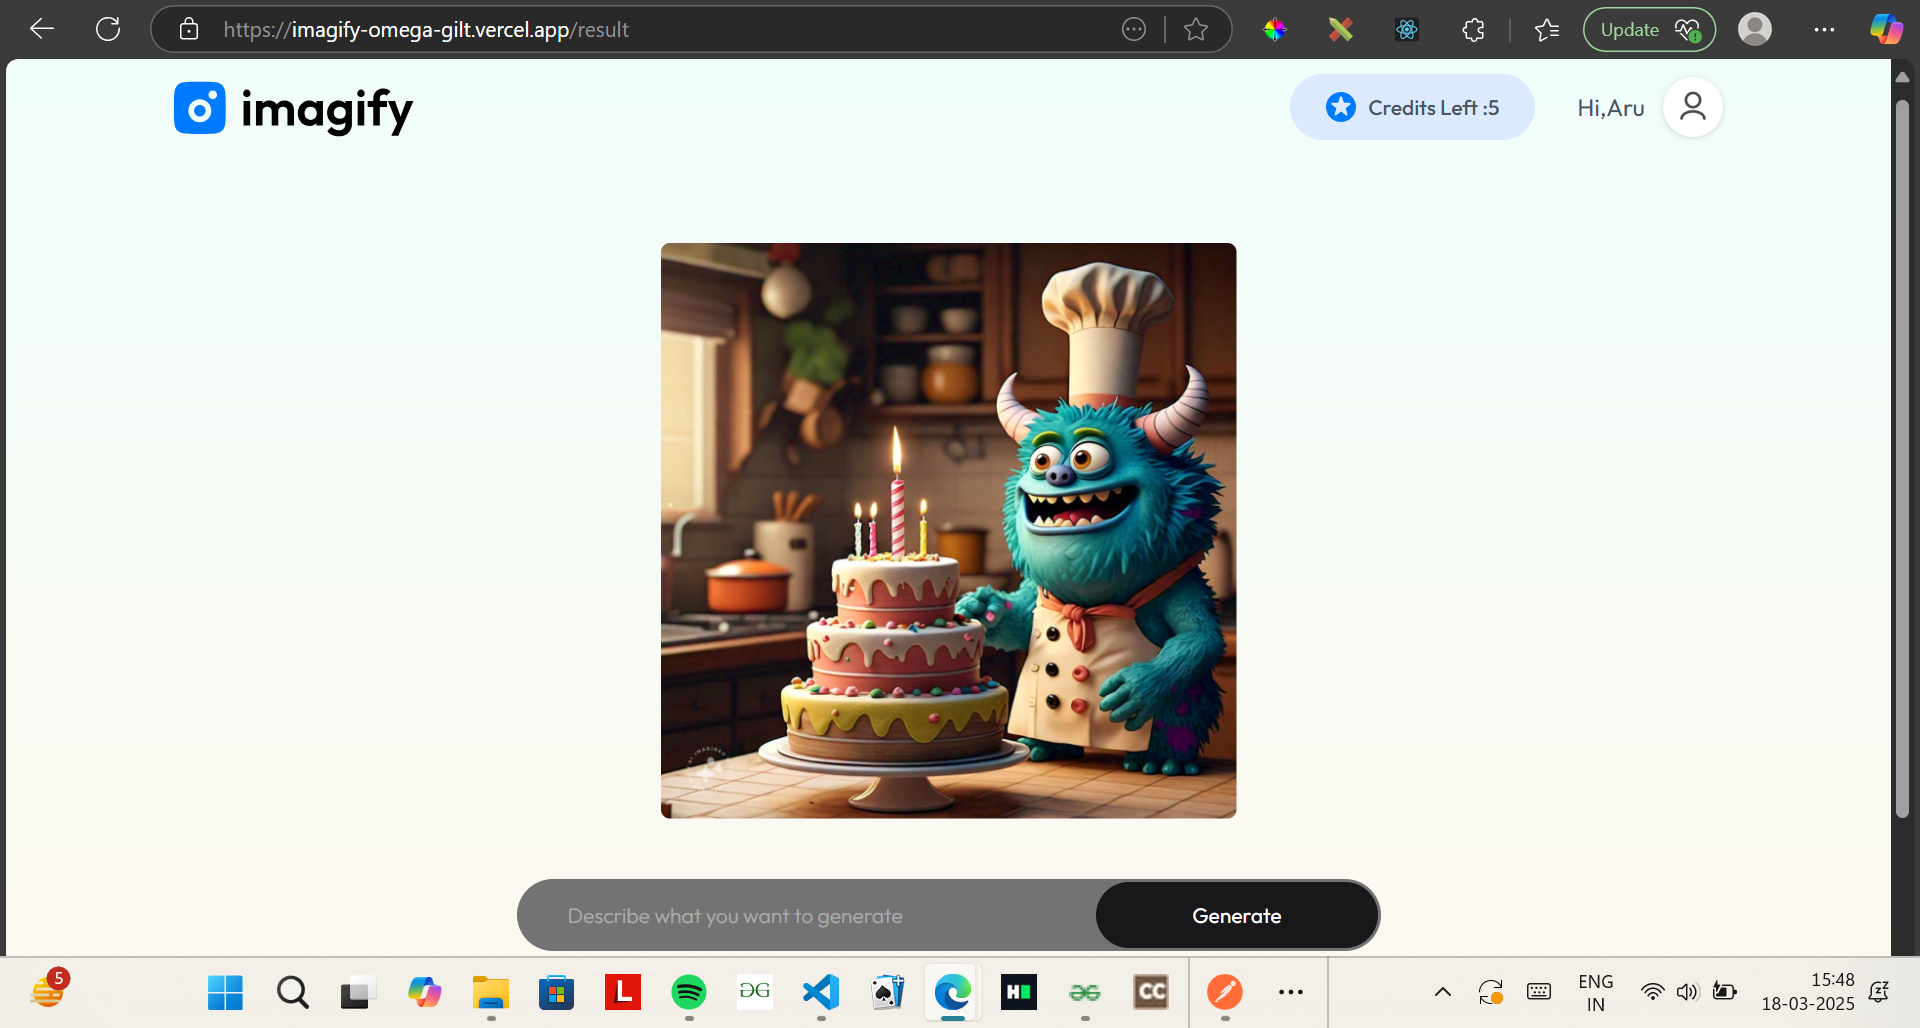 https://imagify-omega-gilt.vercel.app/result
Update
imagify
Credits Left :5
Hi,Aru
Describe what you want to generate
Generate
5
L
CC
ENG
IN
15:48
18-03-2025